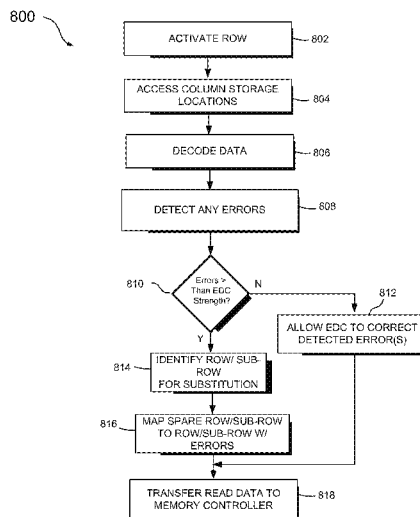 800
ACTIVATE ROW
802
ACCESS COLUMN STORAGE
LOCATIONS
804
DECODE DATA
806
DETECT ANY ERRORS
808
810
Errors >
Than EDC
Strength?
N
Y
812
ALLOW EDC TO CORRECT
DETECTED ERROR(S)
814
IDENTIFY ROW/ SUB-
ROW
FOR SUBSTITUTION
816
MAP SPARE ROW/SUB-ROW
TO ROW/SUB-ROW W/
ERRORS
TRANSFER READ DATA TO
MEMORY CONTROLLER
818